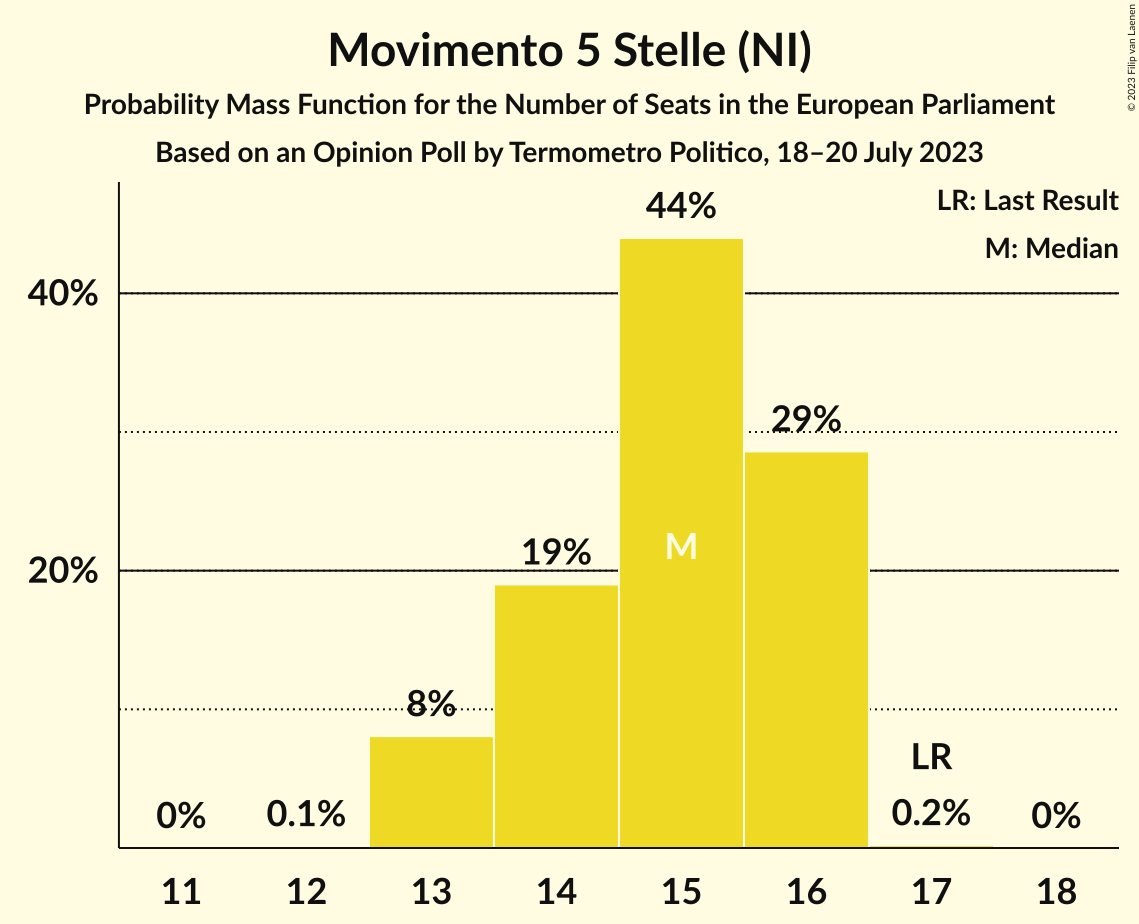 Movimento 5 Stelle (NI)
Probability Mass Function for the Number of Seats in the European Parliament
Based on an Opinion Poll by Termometro Politico, 18–20 July 2023
© 2023 Filip van Laenen
LR: Last Result
M: Median
40%
20%
0%
0.1%
8%
19%
44%
M
29%
LR
0.2%
0%
11 12 13 14 15 16 17 18